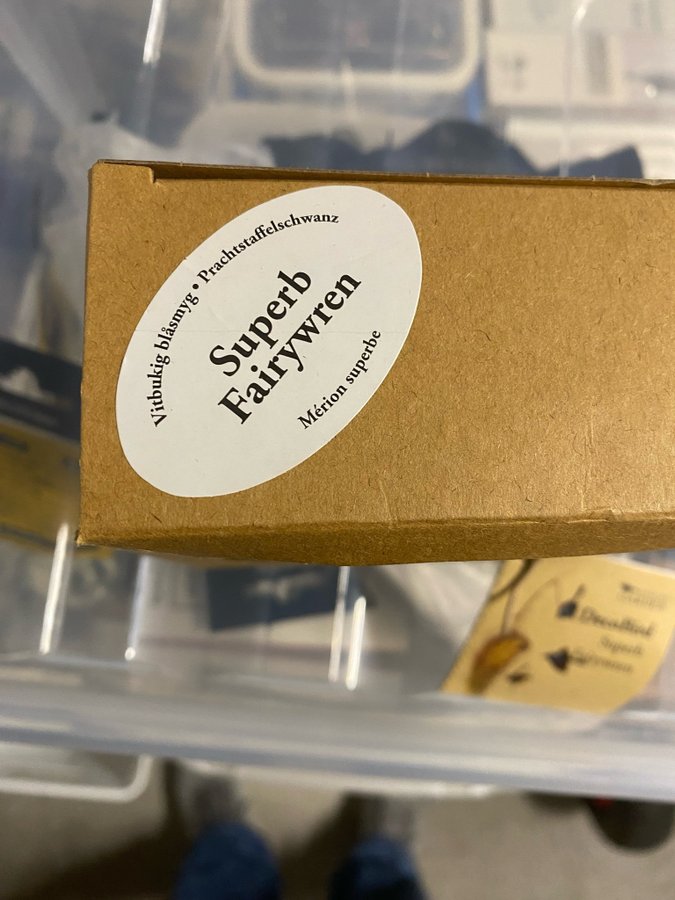 Vitbukig blåsmyg • Prachtstaffelschwanz
Superb
Fairywren
Mérion superbe